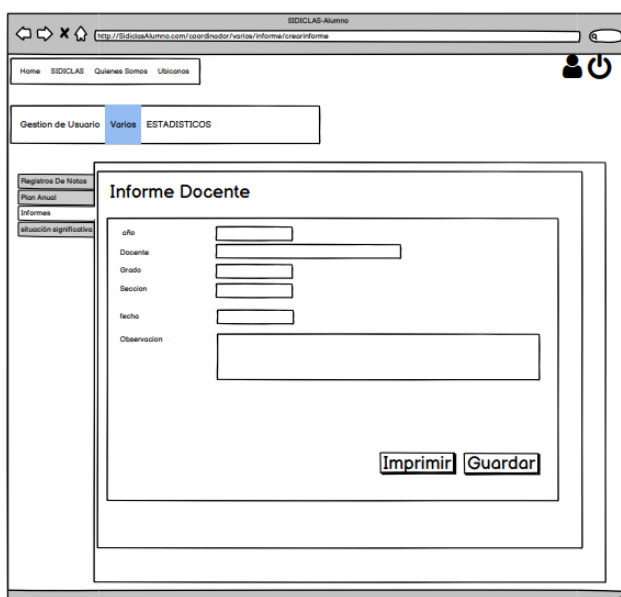 SIDICLAS-Alumno
http://SidiclasAlumno.com/coordinador/varios/informe/crearinforme
Home SIDICLAS Quienes Somos Ubicanos
Gestion de Usuario Varios ESTADISTICOS
Registros De Notas
Plan Anual
Informes
situación significativa
Informe Docente
año
Docente
Grado
Seccion
fecha
Observacion
Imprimir Guardar